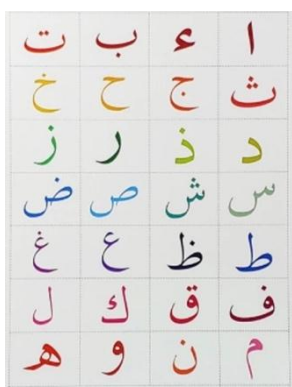 ا ء ب ت
ث ج ح خ
د ذ ر ز
س ش ص ض
ط ظ ع غ
ف ق ك ل
م ن و ه